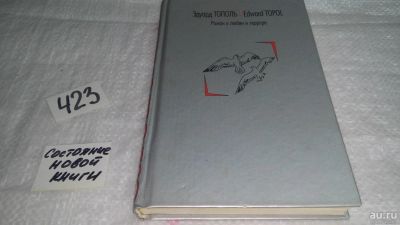 Эдуард ТОПОЛЬ Edward TOPOL
Роман о любви и терроре
423
Состояние
новой
книги
au.ru